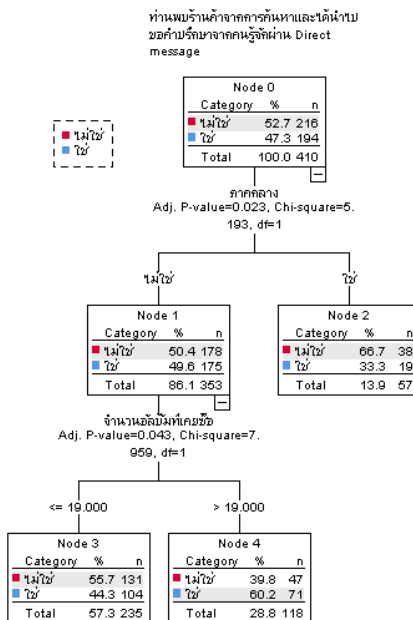 ท่านพบร้านค้าจากการค้นหาและได้นำไป
ขอคำปรึกษาจากคนรู้จักผ่าน Direct
message
ไม่ใช่
ใช่
Node 0
Category % n
ไม่ใช่ 52.7 216
ใช่ 47.3 194
Total 100.0 410
ภาคกลาง
Adj. P-value=0.023, Chi-square=5.
193, df=1
ไม่ใช่ ใช่
Node 1
Category % n
ไม่ใช่ 50.4 178
ใช่ 49.6 175
Total 86.1 353
Node 2
Category % n
ไม่ใช่ 66.7 38
ใช่ 33.3 19
Total 13.9 57
จำนวนอัลบั้มที่เคยซื้อ
Adj. P-value=0.043, Chi-square=7.
959, df=1
<= 19.000 > 19.000
Node 3
Category % n
ไม่ใช่ 55.7 131
ใช่ 44.3 104
Total 57.3 235
Node 4
Category % n
ไม่ใช่ 39.8 47
ใช่ 60.2 71
Total 28.8 118